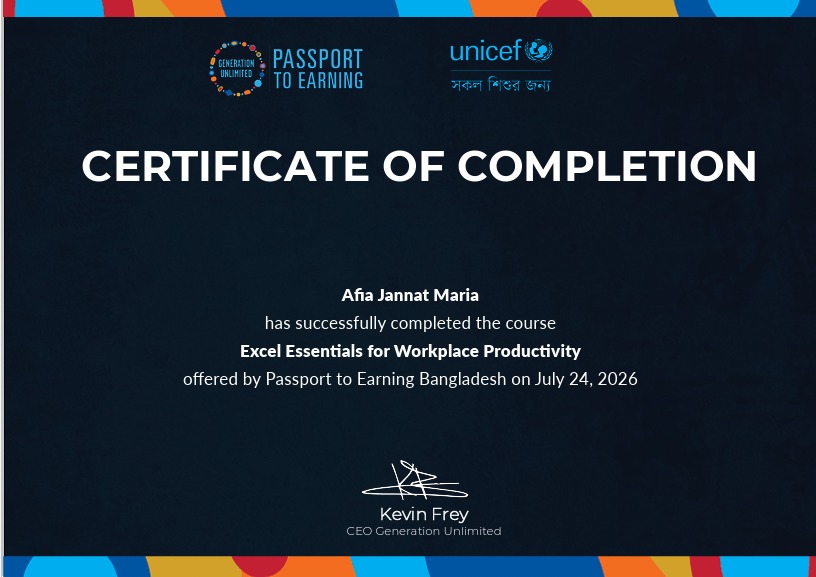 GENERATION
UNLIMITED
PASSPORT
TO EARNING
unicef
সকল শিশুর জন্য
CERTIFICATE OF COMPLETION
Afia Jannat Maria
has successfully completed the course
Excel Essentials for Workplace Productivity
offered by Passport to Earning Bangladesh on July 24, 2026
Kevin Frey
CEO Generation Unlimited